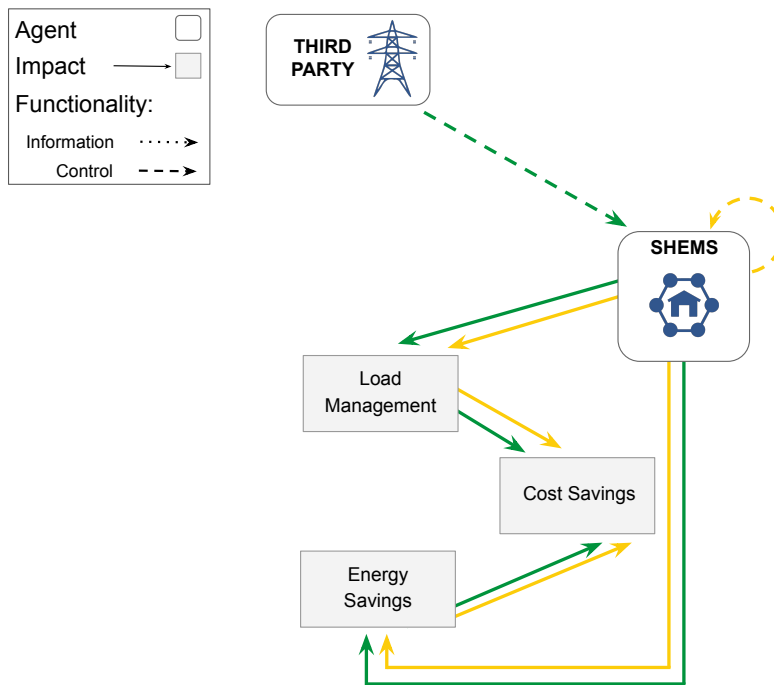 Agent
Impact
Functionality:
Information
Control
THIRD
PARTY
SHEMS
Load
Management
Cost Savings
Energy
Savings